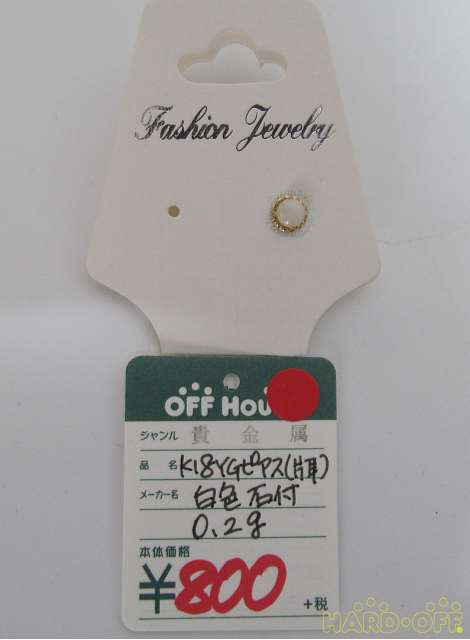 Fashion Jewelry
OFF Hou
ジャンル 貴金属
品名 K18YGピアス(片耳)
メーカー名 白色石付
0.2g
本体価格
¥800 +税
HARD・OFF